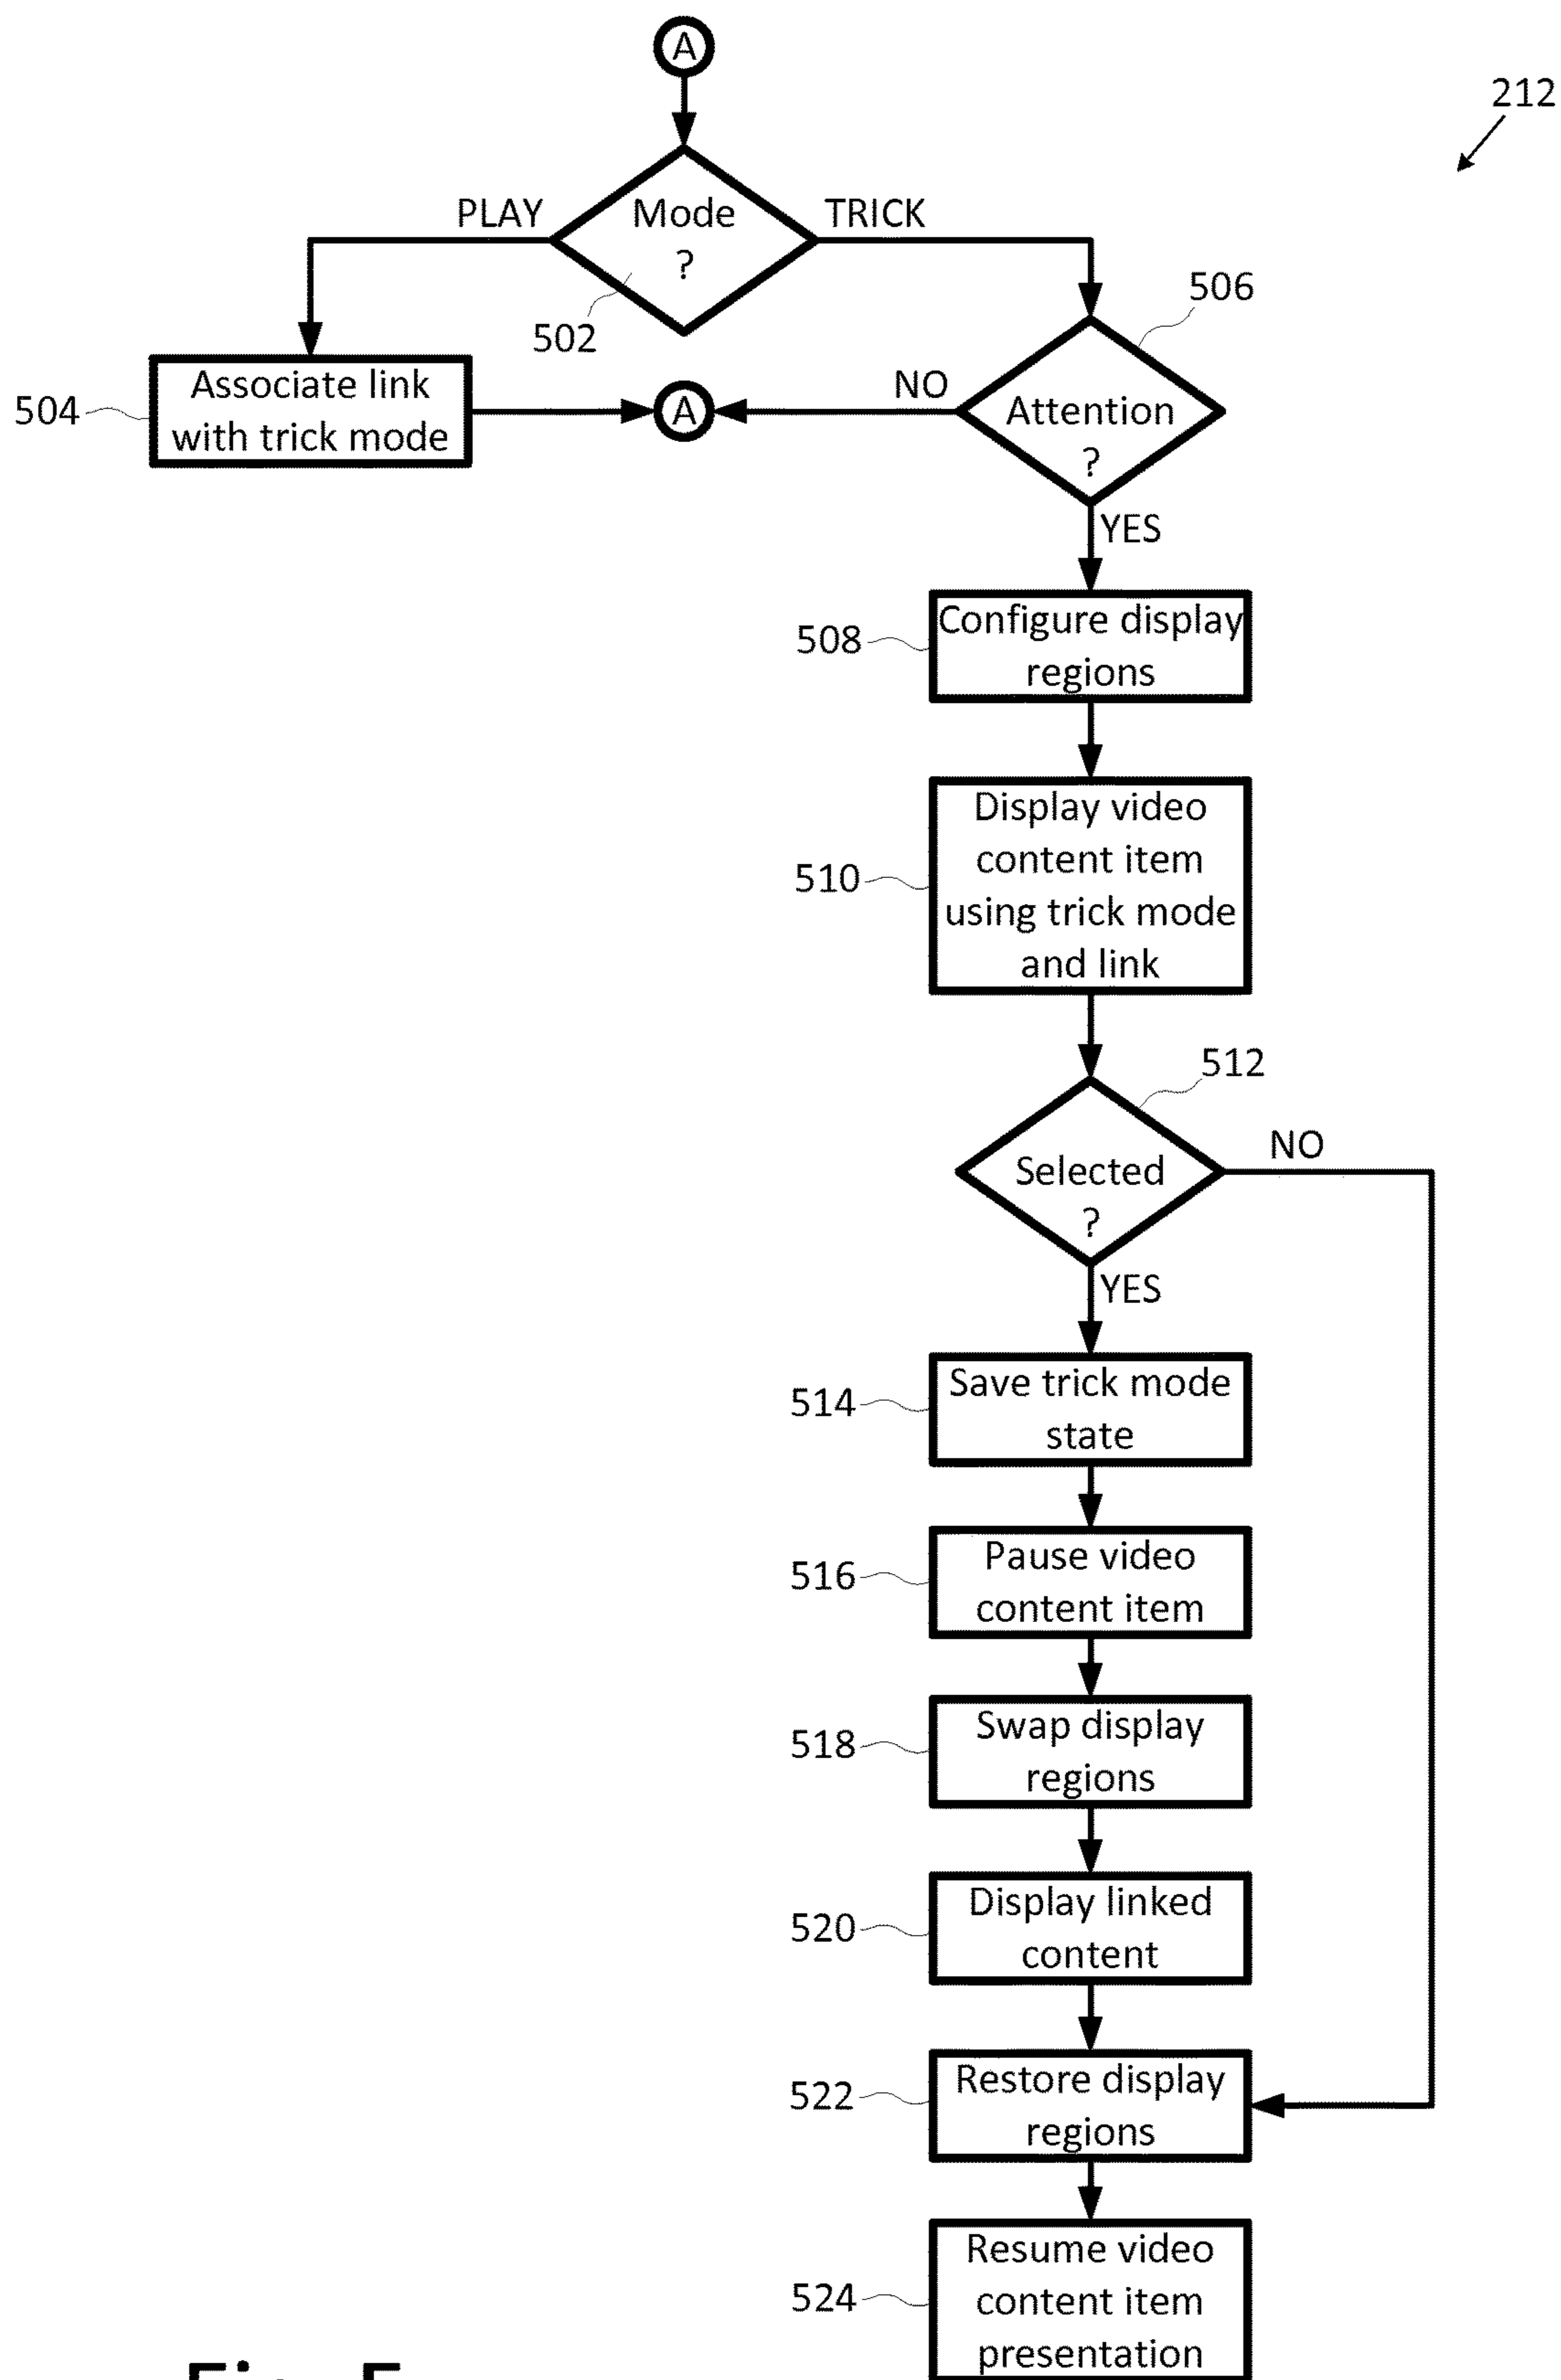 A
212
PLAY
Mode
?
TRICK
502
506
504
Associate link
with trick mode
A
NO
Attention
?
YES
508
Configure display
regions
510
Display video
content item
using trick mode
and link
512
Selected
?
NO
YES
514
Save trick mode
state
516
Pause video
content item
518
Swap display
regions
520
Display linked
content
522
Restore display
regions
524
Resume video
content item
presentation